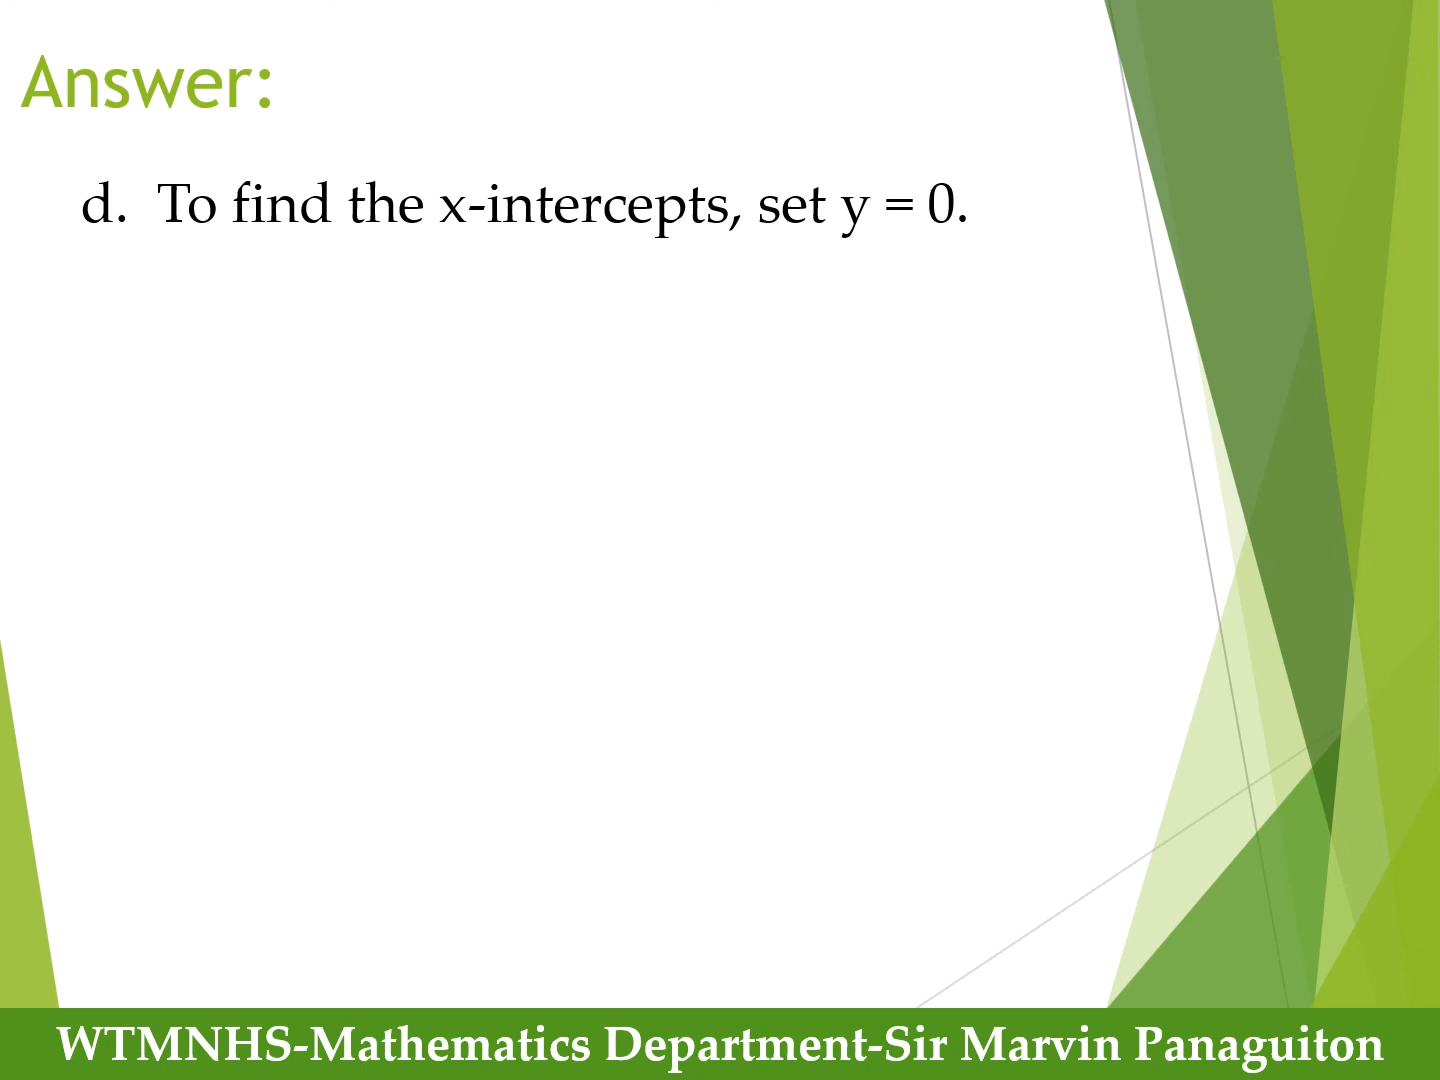 Answer:
d. To find the x-intercepts, set y = 0.
WTMNHS-Mathematics Department-Sir Marvin Panaguiton